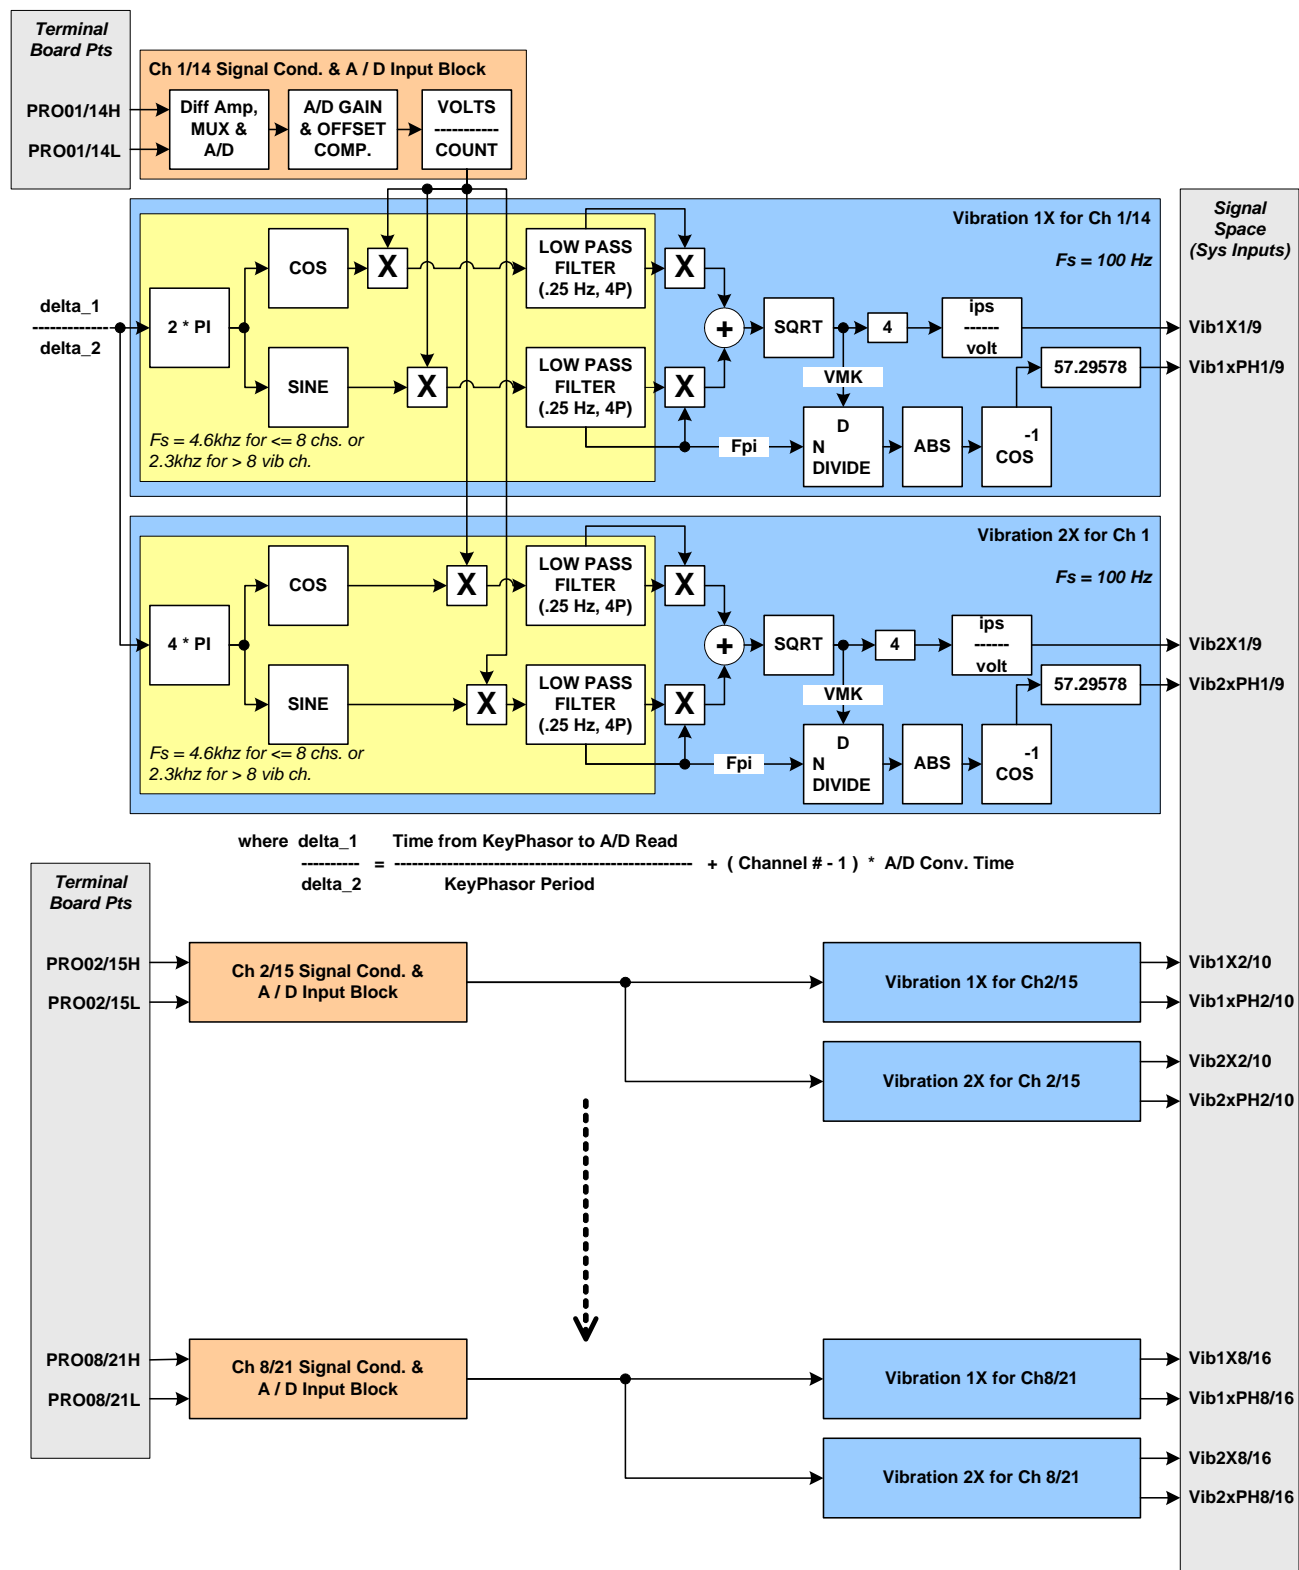 Terminal
Board Pts
PRO01/14H
PRO01/14L
Ch 1/14 Signal Cond. & A / D Input Block
Diff Amp,
MUX &
A/D
A/D GAIN
& OFFSET
COMP.
VOLTS
------------
COUNT
Signal
Space
(Sys Inputs)
Vibration 1X for Ch 1/14
Fs = 100 Hz
delta_1
-------------
delta_2
2 * PI
COS
SINE
X
X
LOW PASS
FILTER
(.25 Hz, 4P)
LOW PASS
FILTER
(.25 Hz, 4P)
X
X
+
SQRT
4
ips
------
volt
VMK
Fpi
D
N
DIVIDE
ABS
-1
COS
57.29578
Fs = 4.6khz for <= 8 chs. or
2.3khz for > 8 vib ch.
Vib1X1/9
Vib1xPH1/9
Vibration 2X for Ch 1
Fs = 100 Hz
4 * PI
COS
SINE
X
X
LOW PASS
FILTER
(.25 Hz, 4P)
LOW PASS
FILTER
(.25 Hz, 4P)
X
X
+
SQRT
4
ips
------
volt
VMK
Fpi
D
N
DIVIDE
ABS
-1
COS
57.29578
Fs = 4.6khz for <= 8 chs. or
2.3khz for > 8 vib ch.
Vib2X1/9
Vib2xPH1/9
where delta_1 Time from KeyPhasor to A/D Read
---------- = --------------------------------------------------- + ( Channel # - 1 ) * A/D Conv. Time
delta_2 KeyPhasor Period
Terminal
Board Pts
PRO02/15H
PRO02/15L
Ch 2/15 Signal Cond. &
A / D Input Block
Vibration 1X for Ch2/15
Vib1X2/10
Vib1xPH2/10
Vibration 2X for Ch 2/15
Vib2X2/10
Vib2xPH2/10
PRO08/21H
PRO08/21L
Ch 8/21 Signal Cond. &
A / D Input Block
Vibration 1X for Ch8/21
Vib1X8/16
Vib1xPH8/16
Vibration 2X for Ch 8/21
Vib2X8/16
Vib2xPH8/16